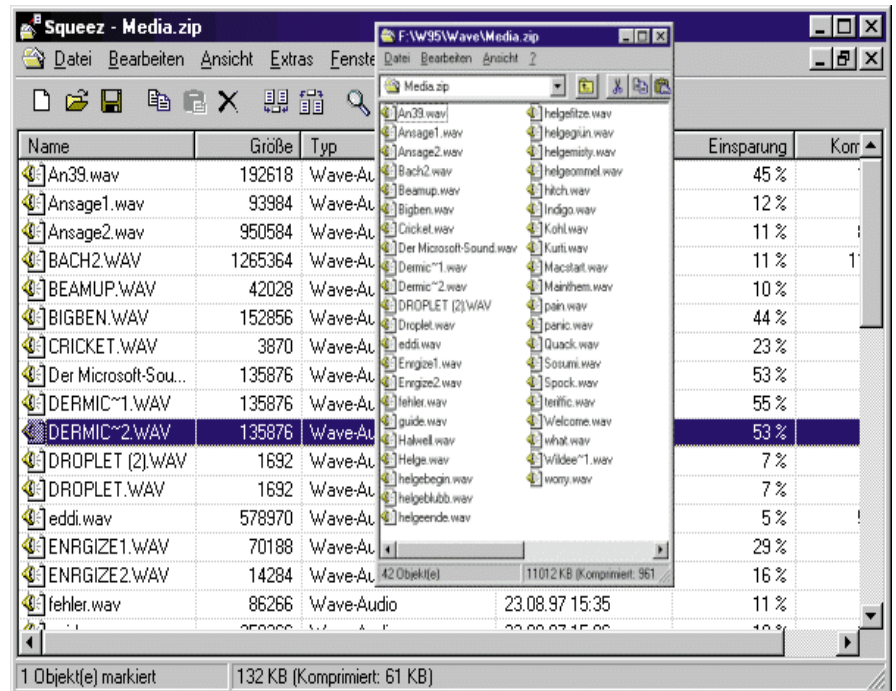 Squeez - Media.zip
Datei Bearbeiten Ansicht Extras Fenste
Name Größe Typ Einsparung Kom
An39.wav 192618 Wave-Au 45 %
Ansage1.wav 93984 Wave-Au 12 %
Ansage2.wav 950584 Wave-Au 11 %
BACH2.WAV 1265364 Wave-Au 11 %
BEAMUP.WAV 42028 Wave-Au 10 %
BIGBEN.WAV 152856 Wave-Au 44 %
CRICKET.WAV 3870 Wave-Au 23 %
Der Microsoft-Sou... 135876 Wave-Au 53 %
DERMIC~1.WAV 135876 Wave-Au 55 %
DERMIC~2.WAV 135876 Wave-Au 53 %
DROPLET (2).WAV 1692 Wave-Au 7 %
DROPLET.WAV 1692 Wave-Au 7 %
eddi.wav 578970 Wave-Au 5 %
ENRGIZE1.WAV 70188 Wave-Au 29 %
ENRGIZE2.WAV 14284 Wave-Au 16 %
fehler.wav 86266 Wave-Audio 23.08.97 15:35 11 %
1 Objekt(e) markiert 132 KB (Komprimiert: 61 KB)
F:\W95\Wave\Media.zip
Datei Bearbeiten Ansicht ?
Media.zip
An39.wav
Ansage1.wav
Ansage2.wav
Bach2.wav
Beamup.wav
Bigben.wav
Cricket.wav
Der Microsoft-Sound.wav
Dermic~1.wav
Dermic~2.wav
DROPLET (2).WAV
Droplet.wav
eddi.wav
Enrgize1.wav
Enrgize2.wav
fehler.wav
guide.wav
Halwell.wav
Helge.wav
helgebegin.wav
helgeblubb.wav
helgeende.wav
helgefitze.wav
helgegrün.wav
helgemisty.wav
helgeommel.wav
hitch.wav
Indigo.wav
Kohl.wav
Kurti.wav
Macstart.wav
Mainthem.wav
pain.wav
panic.wav
Quack.wav
Sosumi.wav
Spock.wav
teriffic.wav
Welcome.wav
what.wav
Wildee~1.wav
worry.wav
42 Objekt(e) 11012 KB (Komprimiert: 961